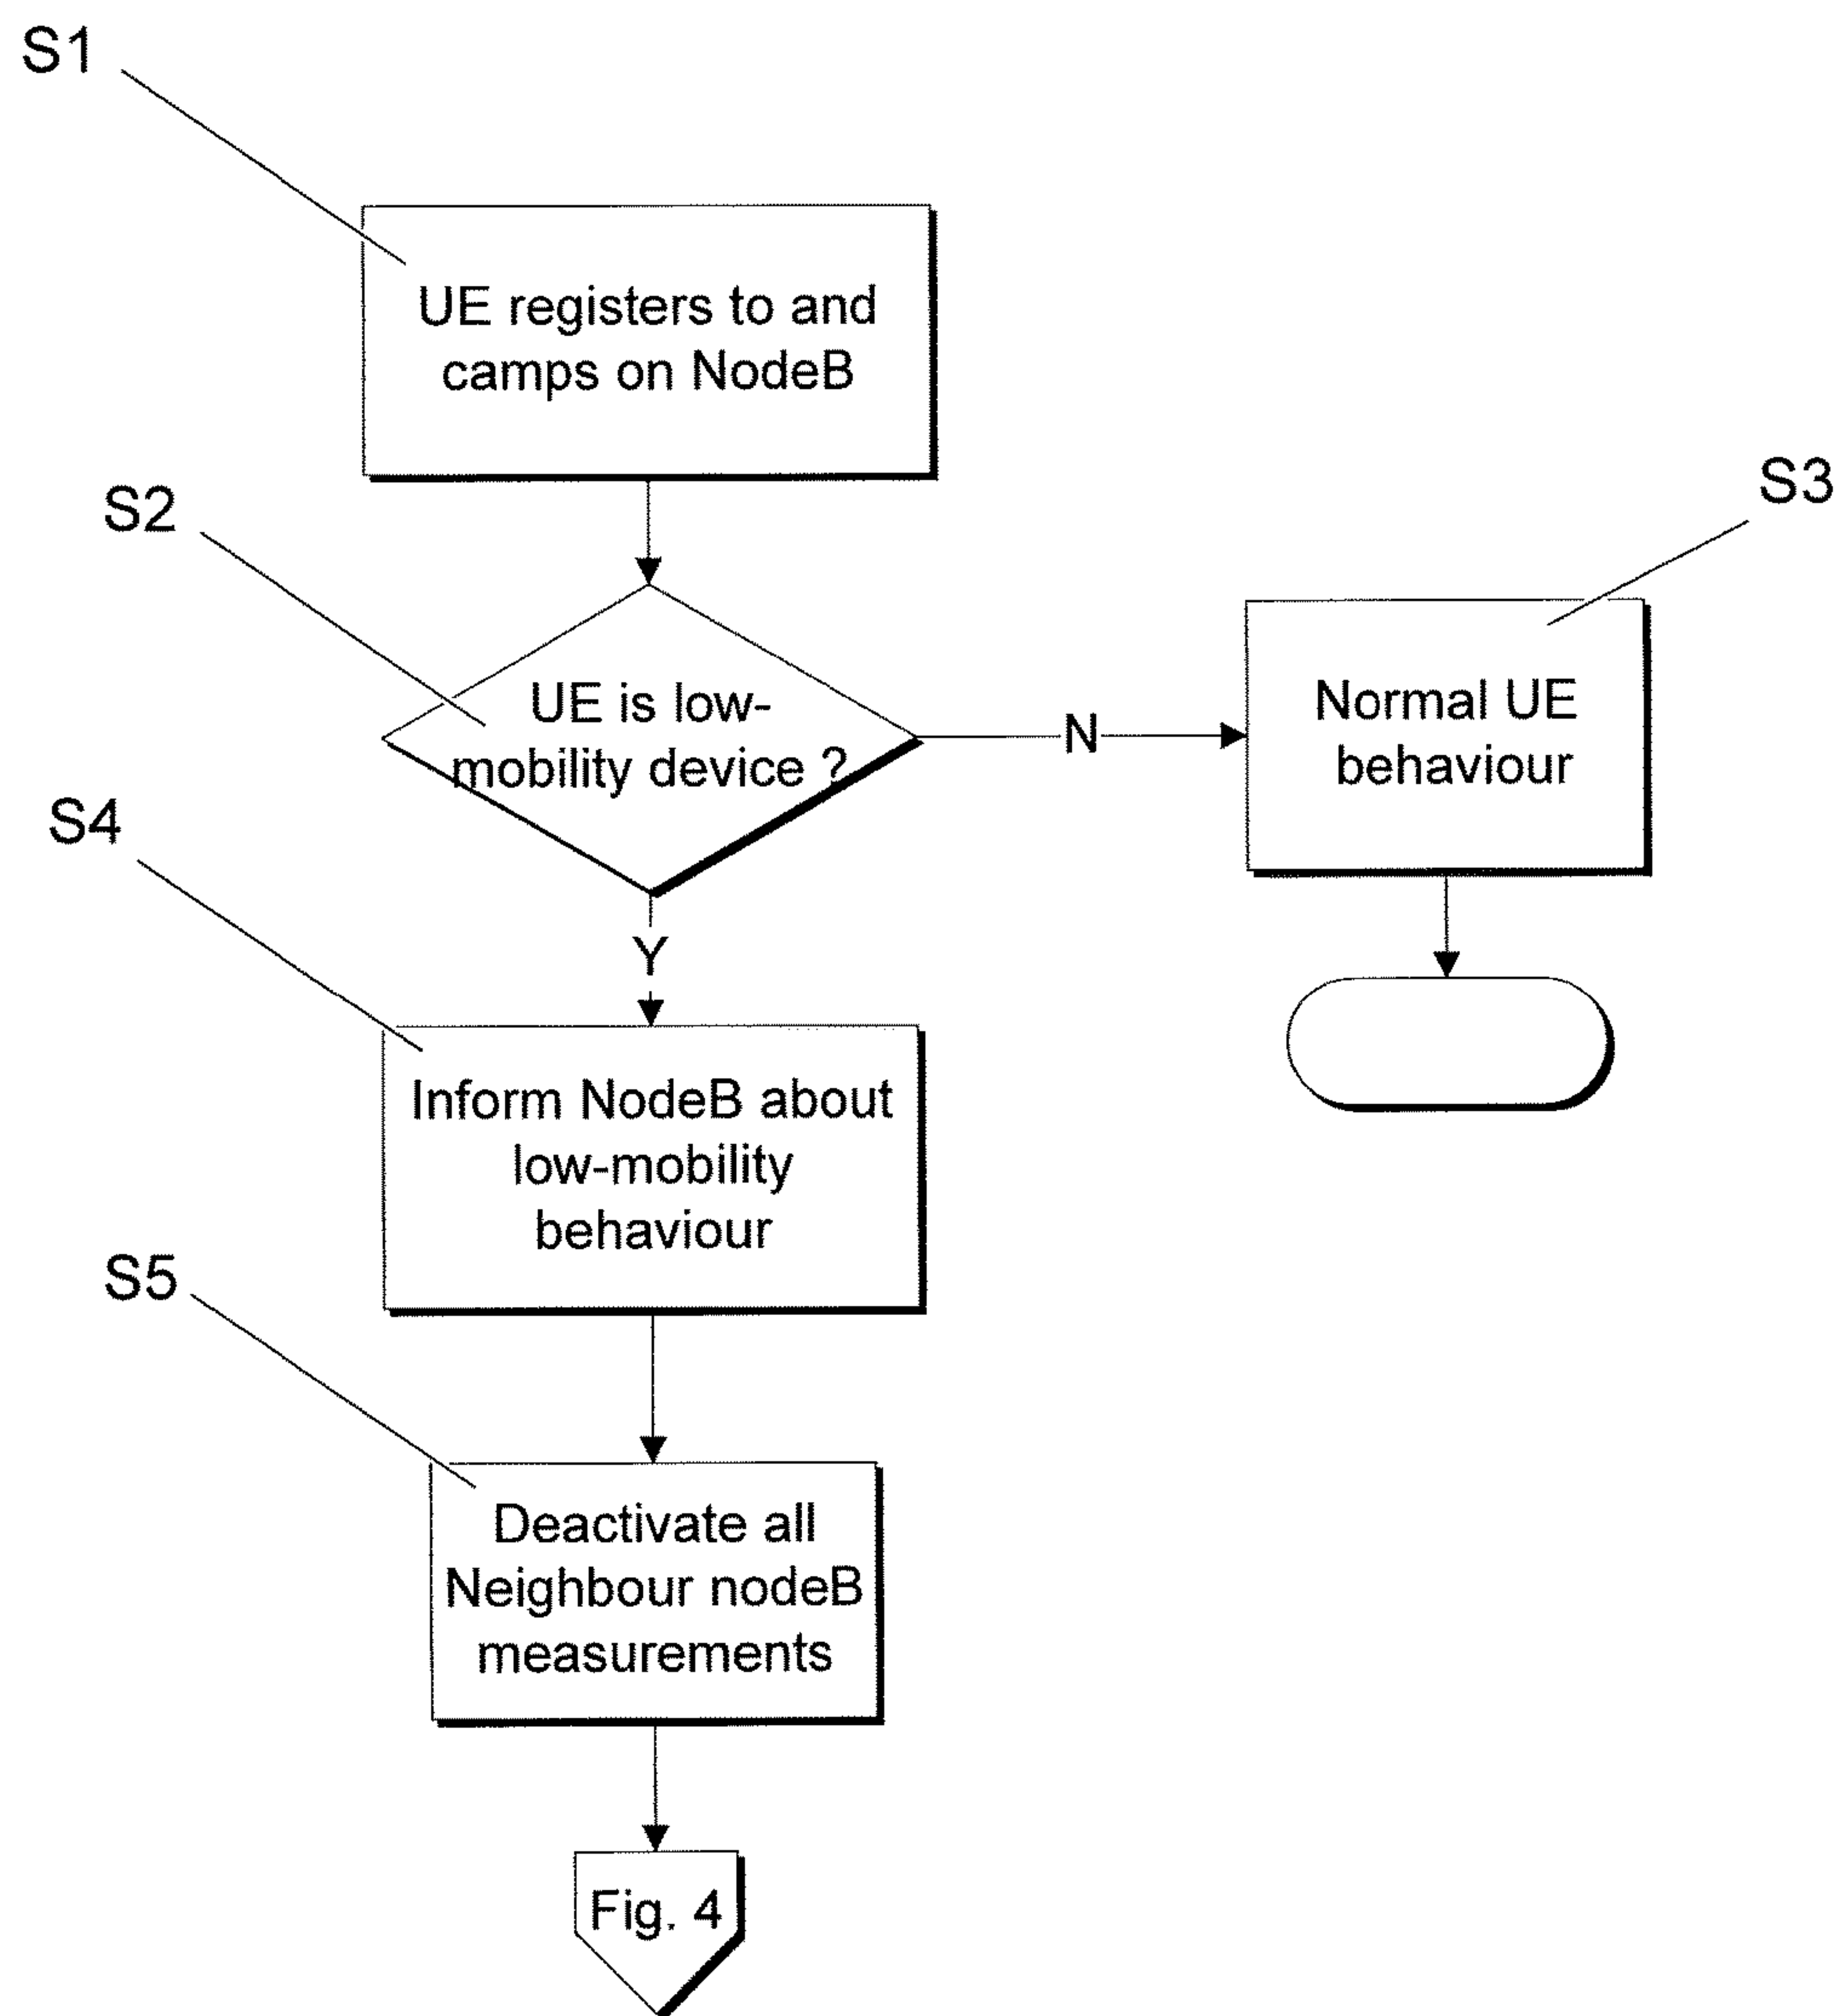 S1
UE registers to and
camps on NodeB
S2
UE is low-
mobility device ?
N
S3
Normal UE
behaviour
Y
S4
Inform NodeB about
low-mobility
behaviour
S5
Deactivate all
Neighbour nodeB
measurements
Fig. 4